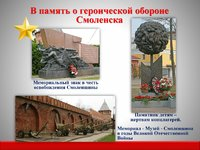 В память о героической обороне
Смоленска
Мемориальный знак в честь
освобождения Смоленщины
Памятник детям -
жертвам концлагерей.
Мемориал - Музей - Смоленщина
в годы Великой Отечественной
Войны